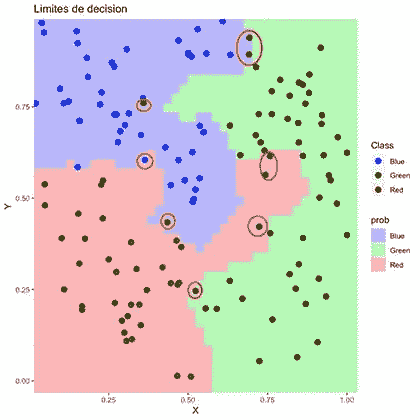 Limites de decision
Y
0.75
0.50
0.25
0.00
0.25
0.50
0.75
1.00
X
Class
Blue
Green
Red
prob
Blue
Green
Red